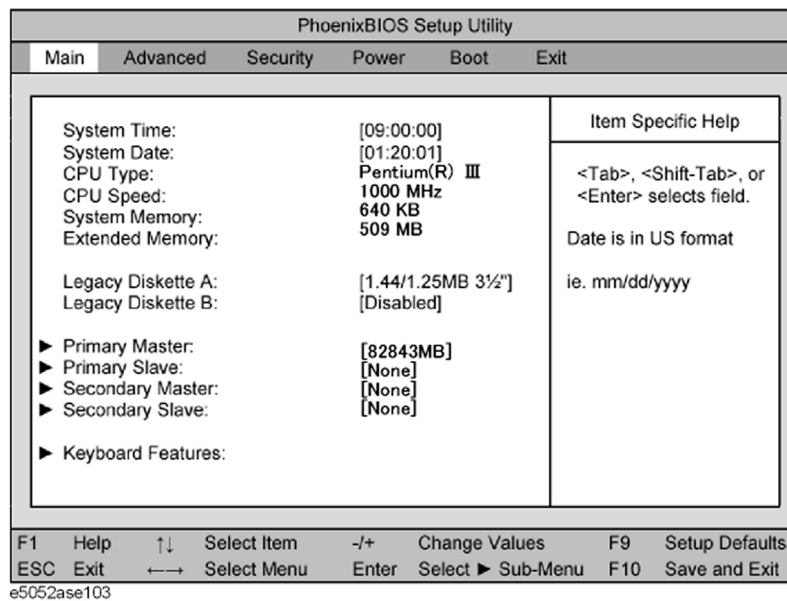 PhoenixBIOS Setup Utility
Main Advanced Security Power Boot Exit
System Time: [09:00:00]
System Date: [01:20:01]
CPU Type: Pentium(R) III
CPU Speed: 1000 MHz
System Memory: 640 KB
Extended Memory: 509 MB
Legacy Diskette A: [1.44/1.25MB 3½"]
Legacy Diskette B: [Disabled]
► Primary Master: [82843MB]
► Primary Slave: [None]
► Secondary Master: [None]
► Secondary Slave: [None]
► Keyboard Features:
Item Specific Help
<Tab>, <Shift-Tab>, or
<Enter> selects field.
Date is in US format
ie. mm/dd/yyyy
F1 Help ↑↓ Select Item -/+ Change Values F9 Setup Defaults
ESC Exit ←→ Select Menu Enter Select ► Sub-Menu F10 Save and Exit
e5052ase103